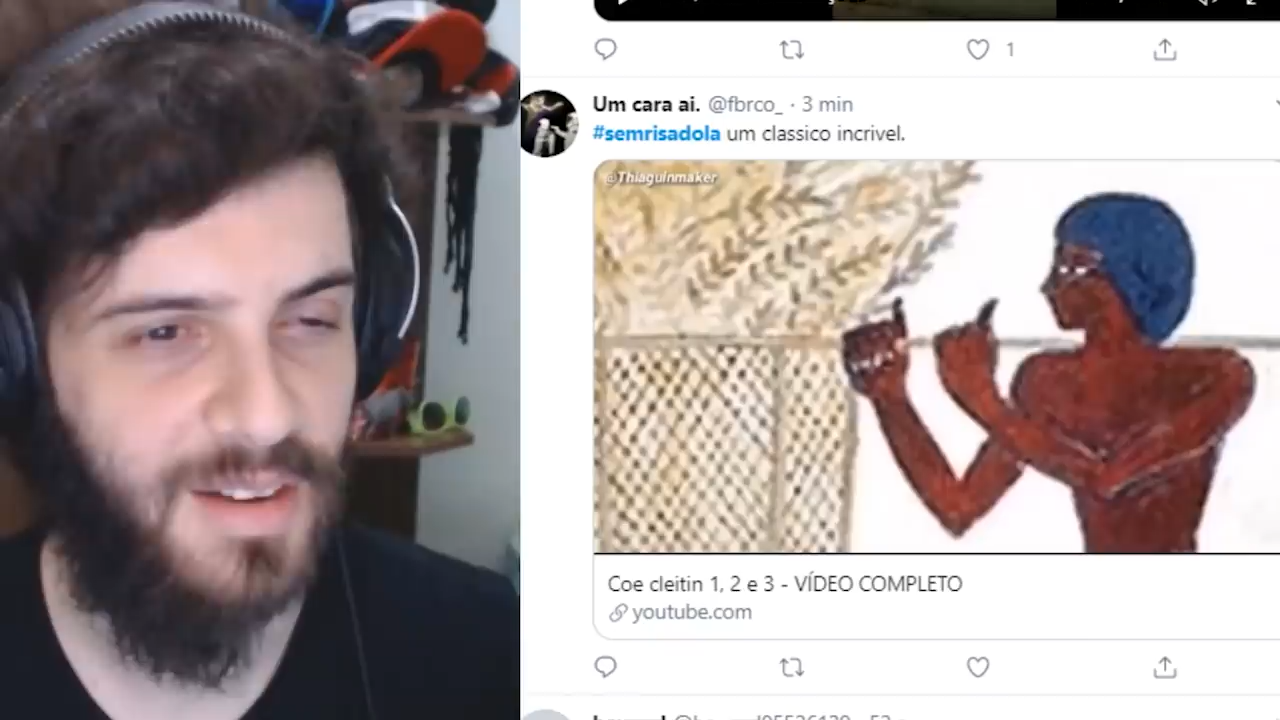 1
Um cara ai. @fbrco_ · 3 min
#semrisadola um classico incrivel.
@Thiaguinmaker
Coe cleitin 1, 2 e 3 - VÍDEO COMPLETO
youtube.com